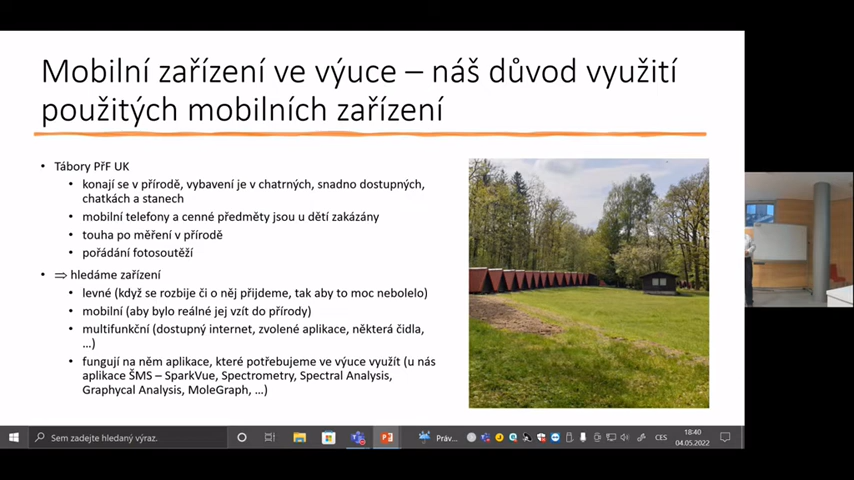 Mobilní zařízení ve výuce – náš důvod využití
použitých mobilních zařízení
• Tábory PřF UK
• konají se v přírodě, vybavení je v chatrných, snadno dostupných,
chatkách a stanech
• mobilní telefony a cenné předměty jsou u dětí zakázány
• touha po měření v přírodě
• pořádání fotosoutěží
• ⇒ hledáme zařízení
• levné (když se rozbije či o něj přijdeme, tak aby to moc nebolelo)
• mobilní (aby bylo reálné jej vzít do přírody)
• multifunkční (dostupný internet, zvolené aplikace, některá čidla,
…)
• fungují na něm aplikace, které potřebujeme ve výuce využít (u nás
aplikace ŠMS – SparkVue, Spectrometry, Spectral Analysis,
Graphycal Analysis, MoleGraph, …)
Sem zadejte hledaný výraz.
Práv...
CES
18:40
04.05.2022